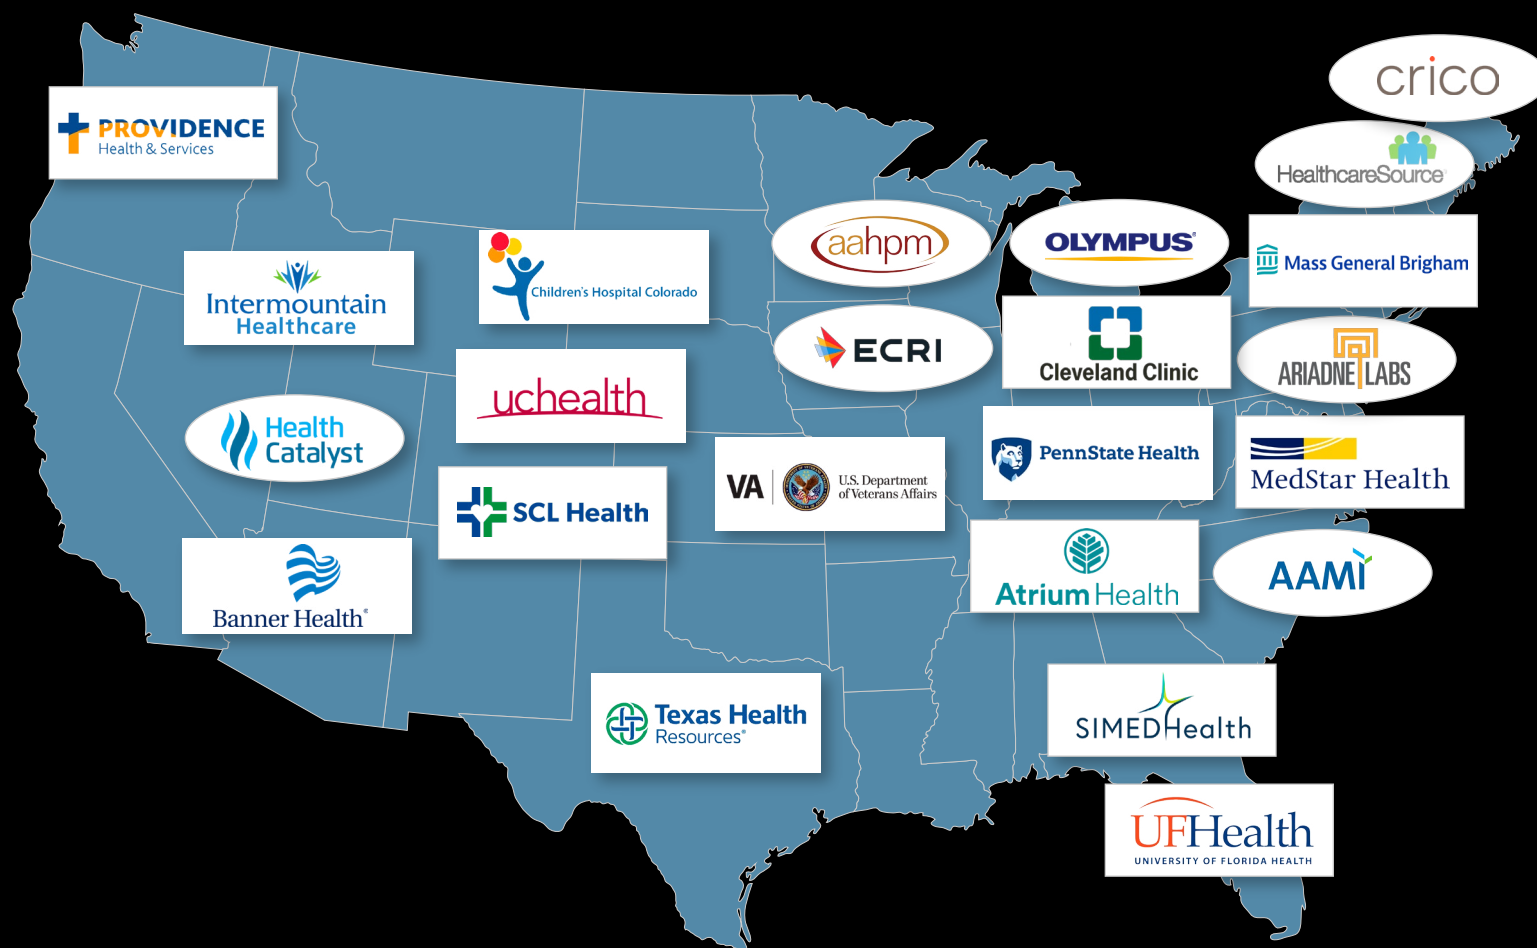 crico
PROVIDENCE
Health & Services
HealthcareSource
aahpm
OLYMPUS®
Mass General Brigham
Intermountain
Healthcare
Children's Hospital Colorado
ECRI
Cleveland Clinic
ARIADNE LABS
uchealth
Health
Catalyst
PennState Health
MedStar Health
VA
U.S. Department
of Veterans Affairs
SCL Health
Banner Health®
Atrium Health
AAMI
Texas Health
Resources®
SIMEDHealth
UFHealth
UNIVERSITY OF FLORIDA HEALTH